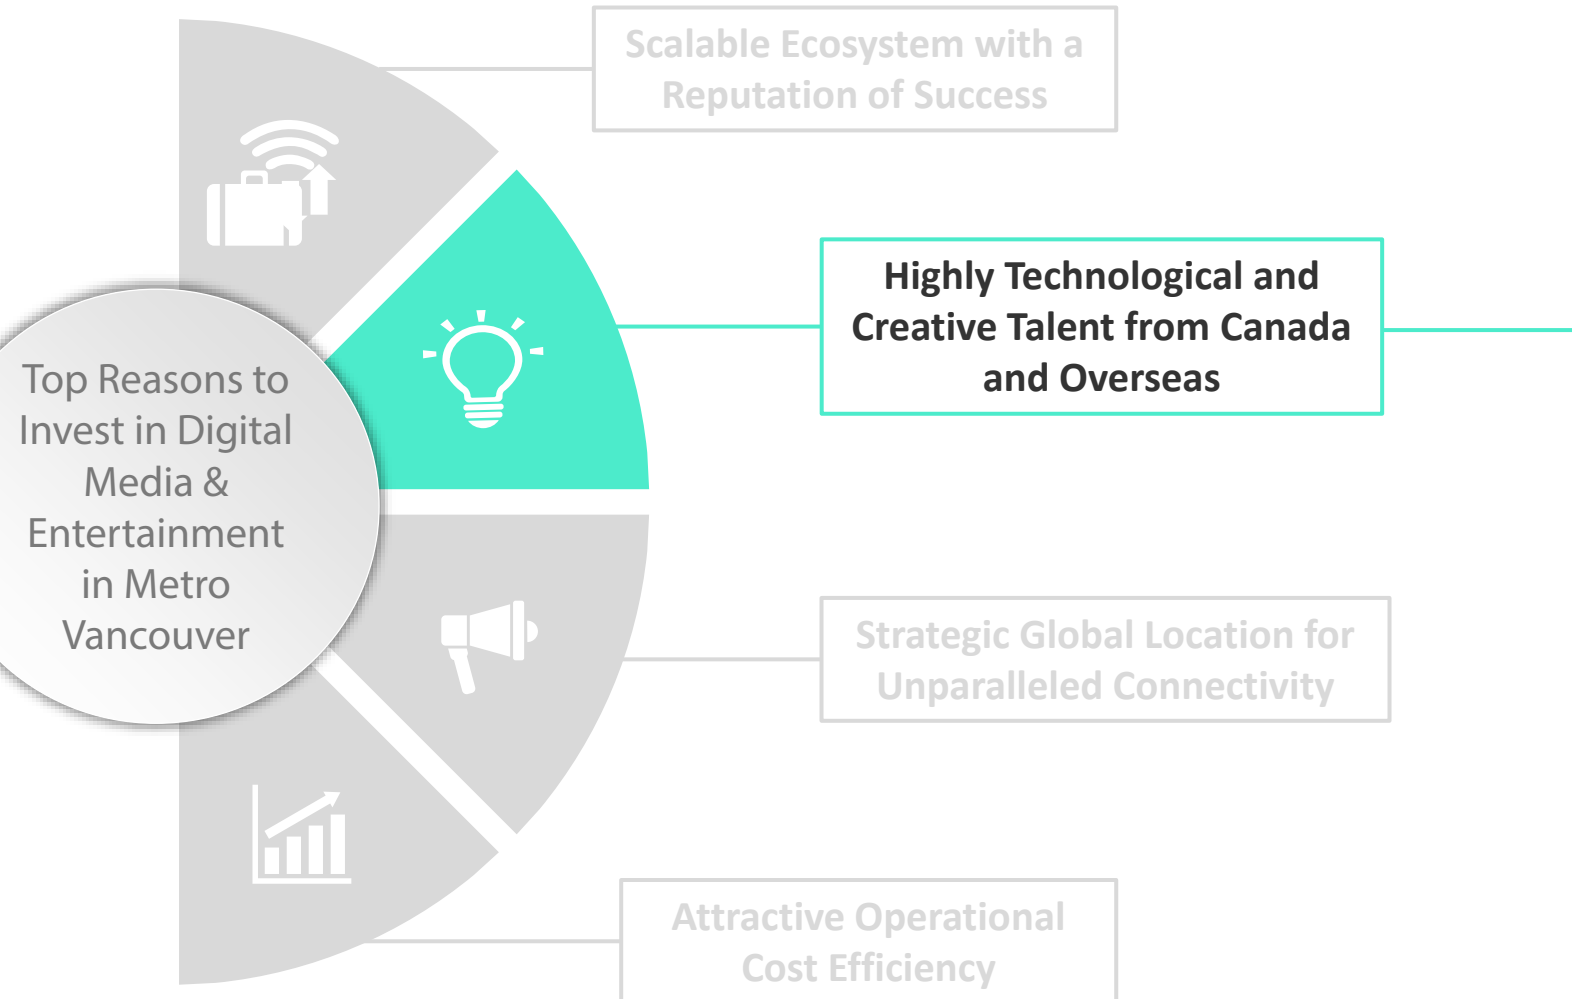 Scalable Ecosystem with a
Reputation of Success
Highly Technological and
Creative Talent from Canada
and Overseas
Top Reasons to
Invest in Digital
Media &
Entertainment
in Metro
Vancouver
Strategic Global Location for
Unparalleled Connectivity
Attractive Operational
Cost Efficiency